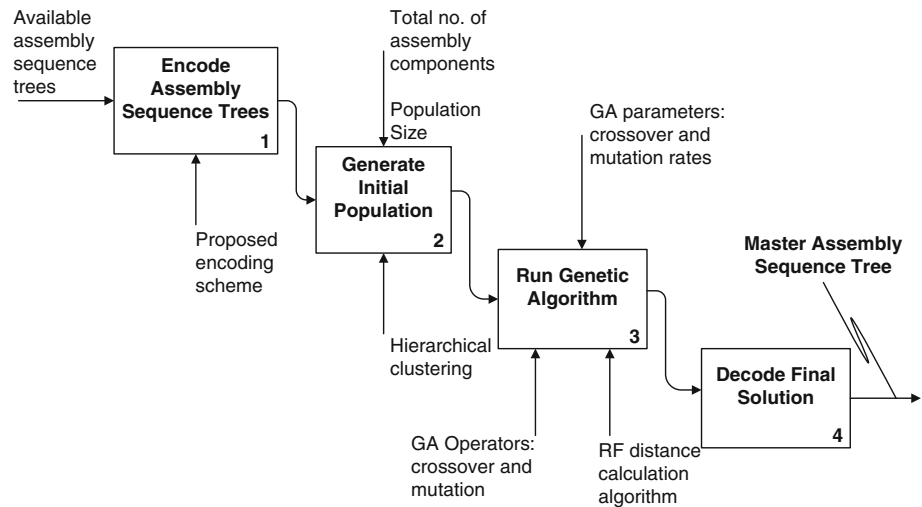 Available
assembly
sequence
trees
Encode
Assembly
Sequence Trees
1
Proposed
encoding
scheme
Total no. of
assembly
components
Population
Size
Generate
Initial
Population
2
Hierarchical
clustering
GA parameters:
crossover and
mutation rates
Run Genetic
Algorithm
3
GA Operators:
crossover and
mutation
RF distance
calculation
algorithm
Master Assembly
Sequence Tree
Decode Final
Solution
4